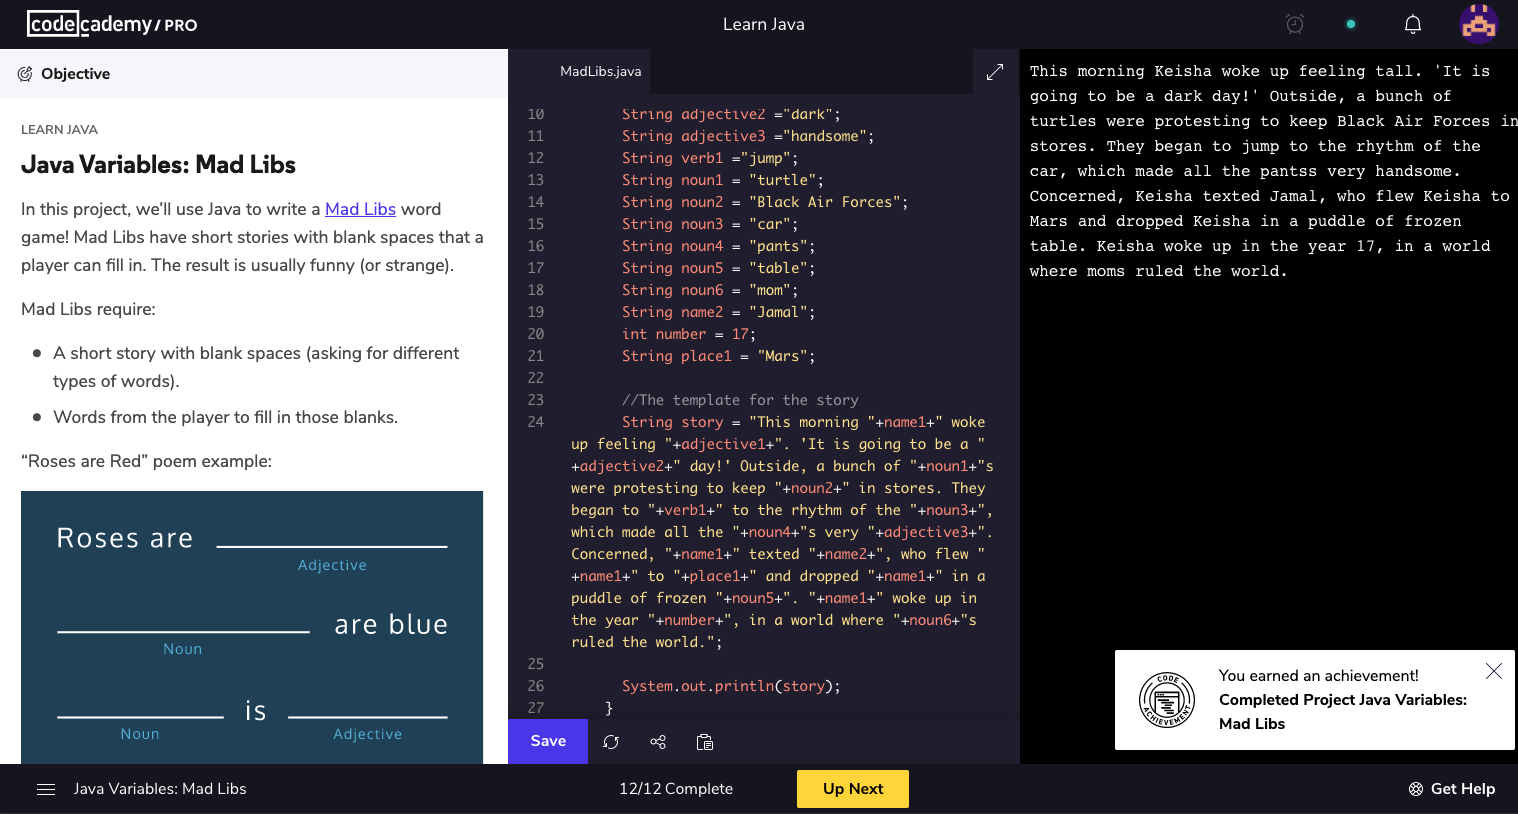 codecademy/PRO
Learn Java
Objective
LEARN JAVA
Java Variables: Mad Libs
In this project, we’ll use Java to write a Mad Libs word
game! Mad Libs have short stories with blank spaces that a
player can fill in. The result is usually funny (or strange).
Mad Libs require:
A short story with blank spaces (asking for different
types of words).
Words from the player to fill in those blanks.
“Roses are Red” poem example:
Roses are
Adjective
are blue
Noun
is
Noun Adjective
MadLibs.java
10 String adjective2 ="dark";
11 String adjective3 ="handsome";
12 String verb1 ="jump";
13 String noun1 = "turtle";
14 String noun2 = "Black Air Forces";
15 String noun3 = "car";
16 String noun4 = "pants";
17 String noun5 = "table";
18 String noun6 = "mom";
19 String name2 = "Jamal";
20 int number = 17;
21 String place1 = "Mars";
22
23 //The template for the story
24 String story = "This morning "+name1+" woke
up feeling "+adjective1+". 'It is going to be a "
+adjective2+" day!' Outside, a bunch of "+noun1+"s
were protesting to keep "+noun2+" in stores. They
began to "+verb1+" to the rhythm of the "+noun3+",
which made all the "+noun4+"s very "+adjective3+".
Concerned, "+name1+" texted "+name2+", who flew "
+name1+" to "+place1+" and dropped "+name1+" in a
puddle of frozen "+noun5+". "+name1+" woke up in
the year "+number+", in a world where "+noun6+"s
ruled the world.";
25
26 System.out.println(story);
27 }
Save
This morning Keisha woke up feeling tall. 'It is
going to be a dark day!' Outside, a bunch of
turtles were protesting to keep Black Air Forces in
stores. They began to jump to the rhythm of the
car, which made all the pantss very handsome.
Concerned, Keisha texted Jamal, who flew Keisha to
Mars and dropped Keisha in a puddle of frozen
table. Keisha woke up in the year 17, in a world
where moms ruled the world.
CODE
ACHIEVEMENT
You earned an achievement!
Completed Project Java Variables:
Mad Libs
Java Variables: Mad Libs
12/12 Complete
Up Next
Get Help